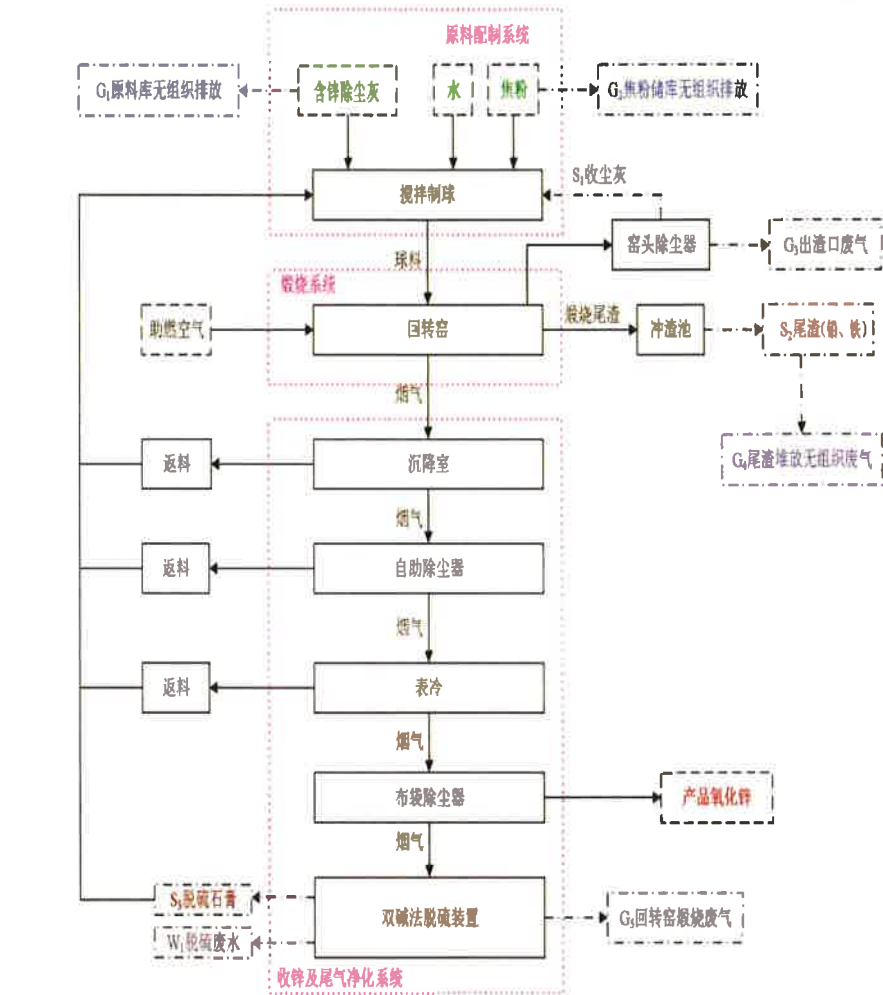 原料配制系统
G₁原料库无组织排放
含锌除尘灰
水
焦粉
G₂焦粉储库无组织排放
S₁收尘灰
搅拌制球
窑头除尘器
G₃出渣口废气
球料
煅烧系统
助燃空气
回转窑
煅烧尾渣
冲渣池
S₂尾渣(铅、铁)
烟气
G₄尾渣堆放无组织废气
返料
沉降室
烟气
返料
自助除尘器
烟气
返料
表冷
烟气
布袋除尘器
产品氧化锌
烟气
S₃脱硫石膏
双碱法脱硫装置
G₅回转窑煅烧废气
W₁脱硫废水
收锌及尾气净化系统